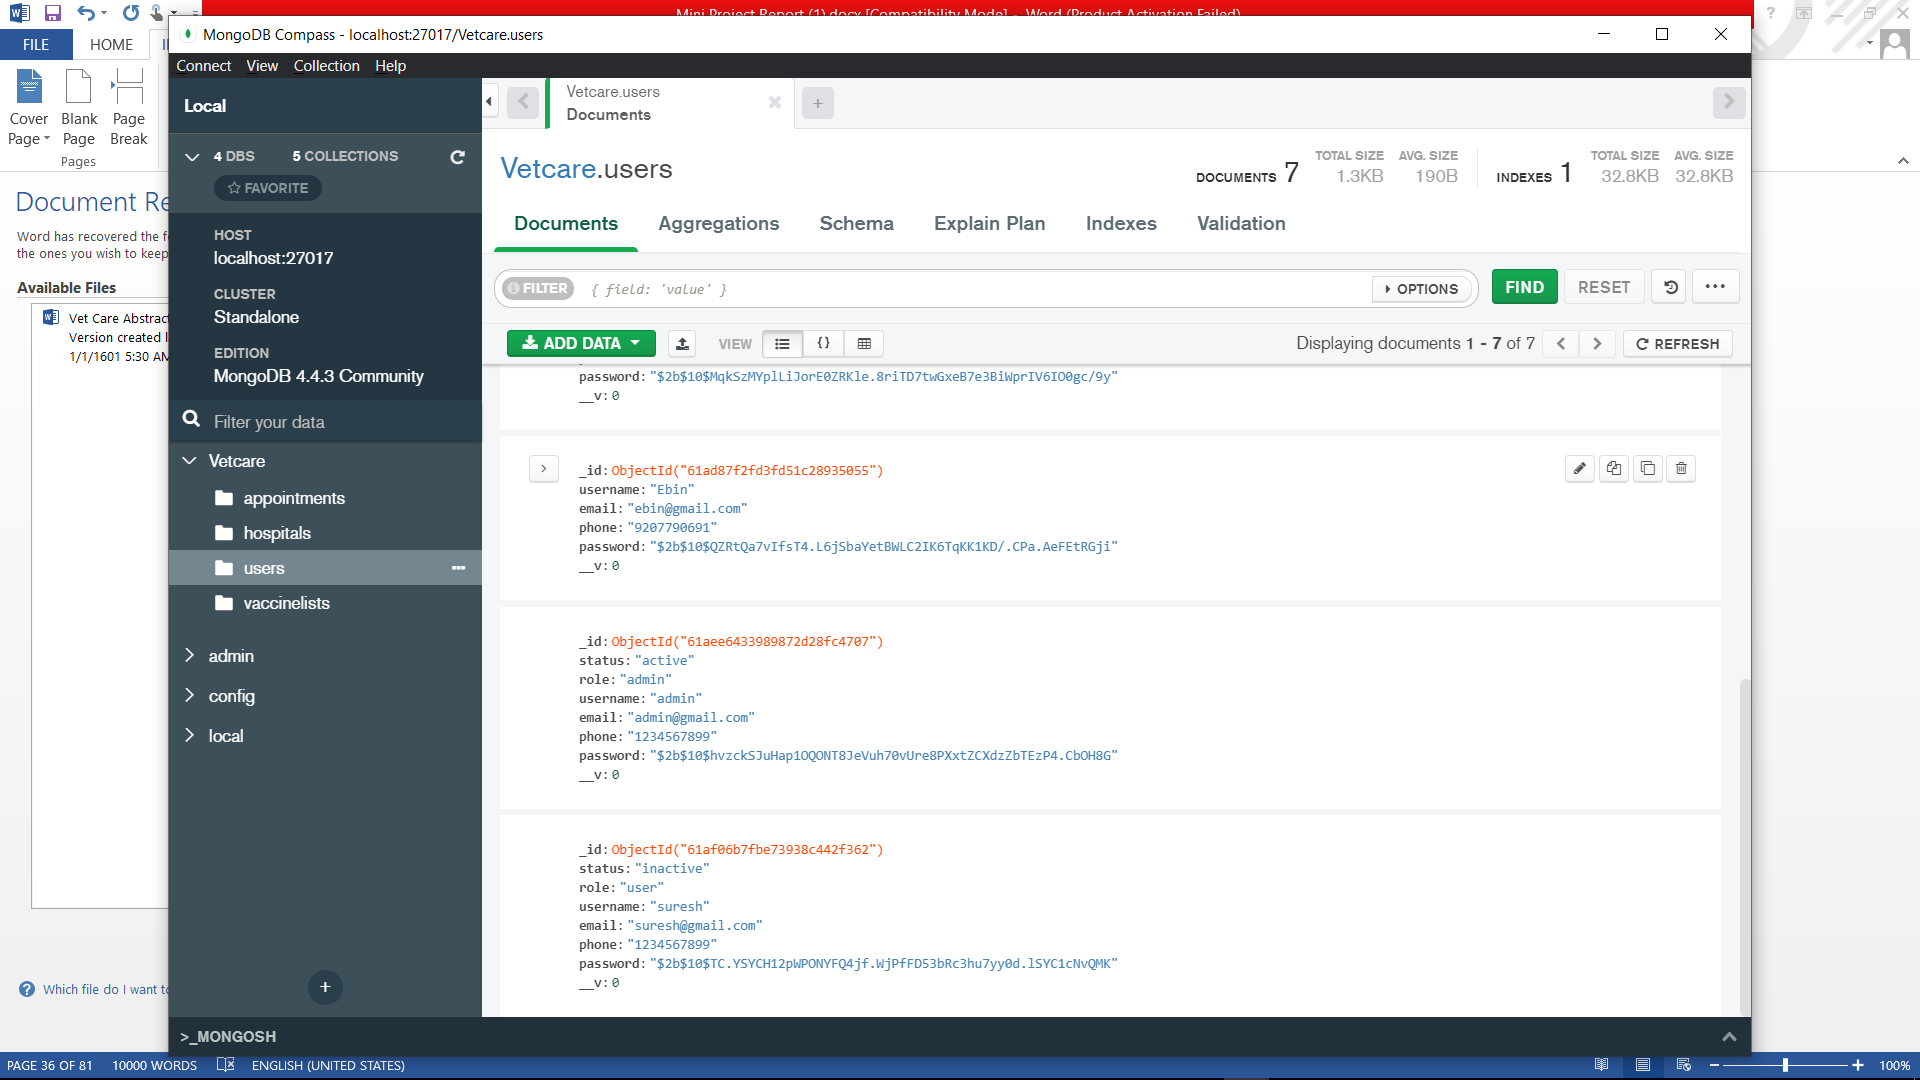 Mini Project Report (1).docx [Compatibility Mode] - Word (Product Activation Failed)
FILE
HOME
Cover Page
Blank Page
Page Break
Pages
Document Re
Word has recovered the f
the ones you wish to keep
Available Files
Vet Care Abstrac
Version created l
1/1/1601 5:30 AM
Which file do I want to
MongoDB Compass - localhost:27017/Vetcare.users
Connect View Collection Help
Local
4 DBS 5 COLLECTIONS
FAVORITE
HOST
localhost:27017
CLUSTER
Standalone
EDITION
MongoDB 4.4.3 Community
Filter your data
Vetcare
appointments
hospitals
users
vaccinelists
admin
config
local
Vetcare.users
Documents
Vetcare.users
DOCUMENTS 7
TOTAL SIZE 1.3KB
AVG. SIZE 190B
INDEXES 1
TOTAL SIZE 32.8KB
AVG. SIZE 32.8KB
Documents Aggregations Schema Explain Plan Indexes Validation
FILTER { field: 'value' } OPTIONS FIND RESET
ADD DATA VIEW {} Displaying documents 1 - 7 of 7 REFRESH
password: "$2b$10$MqkSzMYplLiJorE0ZRKle.8riTD7twGxeB7e3BiWprIV6IO0gc/9y"
__v: 0
_id: ObjectId("61ad87f2fd3fd51c28935055")
username: "Ebin"
email: "ebin@gmail.com"
phone: "9207790691"
password: "$2b$10$QZRtQa7vIfsT4.L6jSbaYetBWLC2IK6TqKK1KD/.CPa.AeFEtRGji"
__v: 0
_id: ObjectId("61aee6433989872d28fc4707")
status: "active"
role: "admin"
username: "admin"
email: "admin@gmail.com"
phone: "1234567899"
password: "$2b$10$hvzckSJuHap1OQONT8JeVuh70vUre8PXxtZCXdzZbTEzP4.CbOH8G"
__v: 0
_id: ObjectId("61af06b7fbe73938c442f362")
status: "inactive"
role: "user"
username: "suresh"
email: "suresh@gmail.com"
phone: "1234567899"
password: "$2b$10$TC.YSYCH12pWPONYFQ4jf.WjPfFD53bRc3hu7yy0d.lSYC1cNvQMK"
__v: 0
>_MONGOSH
PAGE 36 OF 81 10000 WORDS ENGLISH (UNITED STATES) 100%